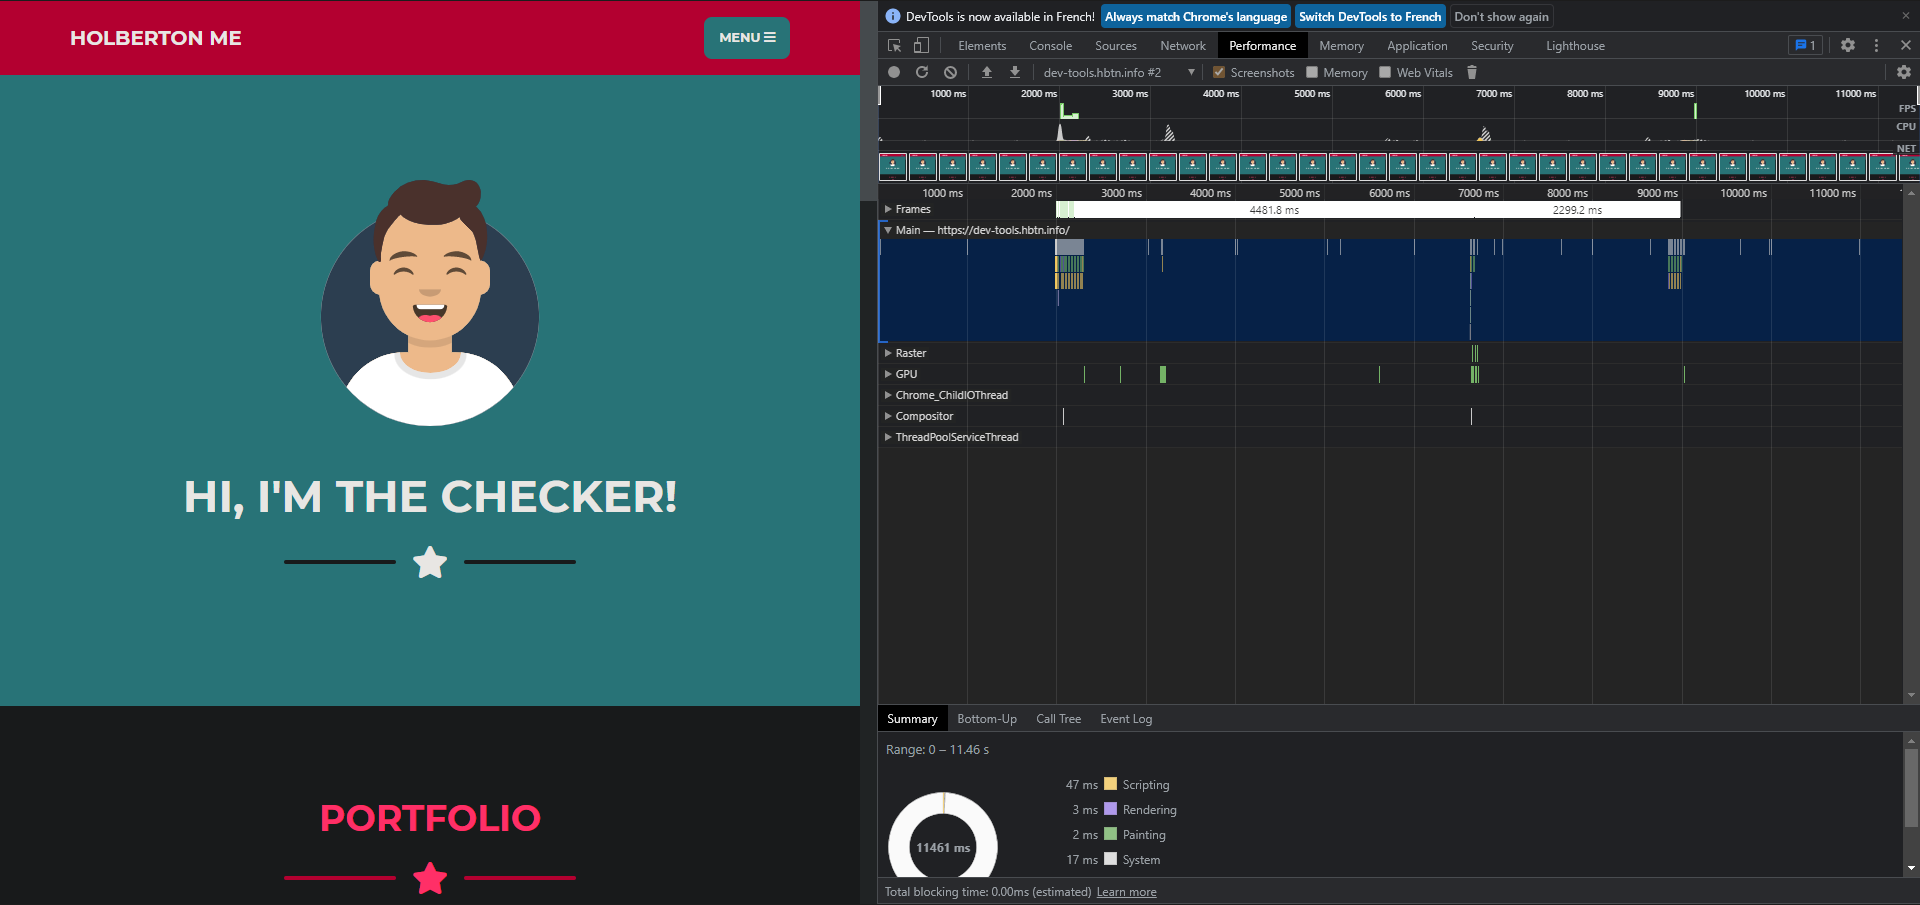 HOLBERTON ME
MENU
HI, I'M THE CHECKER!
PORTFOLIO
DevTools is now available in French! Always match Chrome's language Switch DevTools to French Don't show again
Elements Console Sources Network Performance Memory Application Security Lighthouse 1
dev-tools.hbtn.info #2 Screenshots Memory Web Vitals
1000 ms 2000 ms 3000 ms 4000 ms 5000 ms 6000 ms 7000 ms 8000 ms 9000 ms 10000 ms 11000 ms
FPS
CPU
NET
1000 ms 2000 ms 3000 ms 4000 ms 5000 ms 6000 ms 7000 ms 8000 ms 9000 ms 10000 ms 11000 ms
Frames 4481.8 ms 2299.2 ms
Main — https://dev-tools.hbtn.info/
Raster
GPU
Chrome_ChildIOThread
Compositor
ThreadPoolServiceThread
Summary Bottom-Up Call Tree Event Log
Range: 0 – 11.46 s
47 ms Scripting
3 ms Rendering
2 ms Painting
11461 ms
17 ms System
Total blocking time: 0.00ms (estimated) Learn more